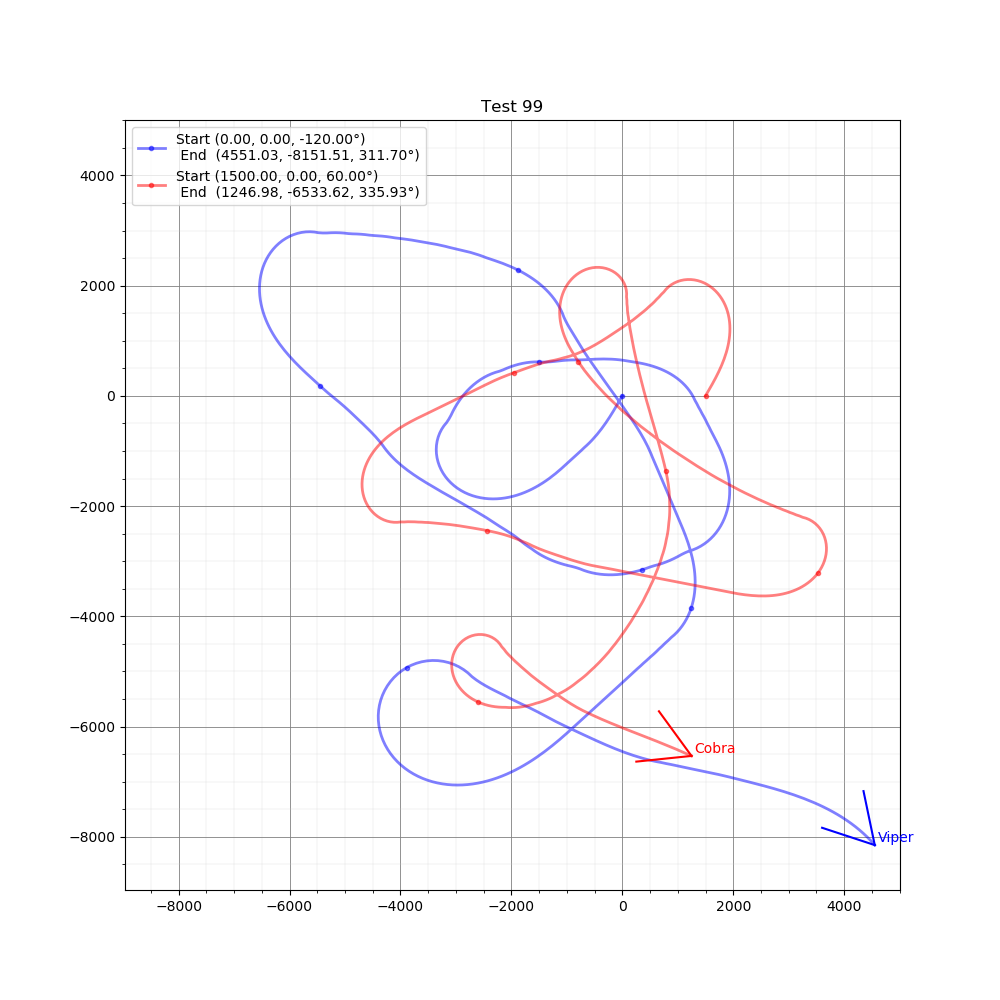 Test 99
Start (0.00, 0.00, -120.00°)
End  (4551.03, -8151.51, 311.70°)
Start (1500.00, 0.00, 60.00°)
End  (1246.98, -6533.62, 335.93°)
4000
2000
0
−2000
−4000
−6000
−8000
Cobra
Viper
−8000 −6000 −4000 −2000 0 2000 4000